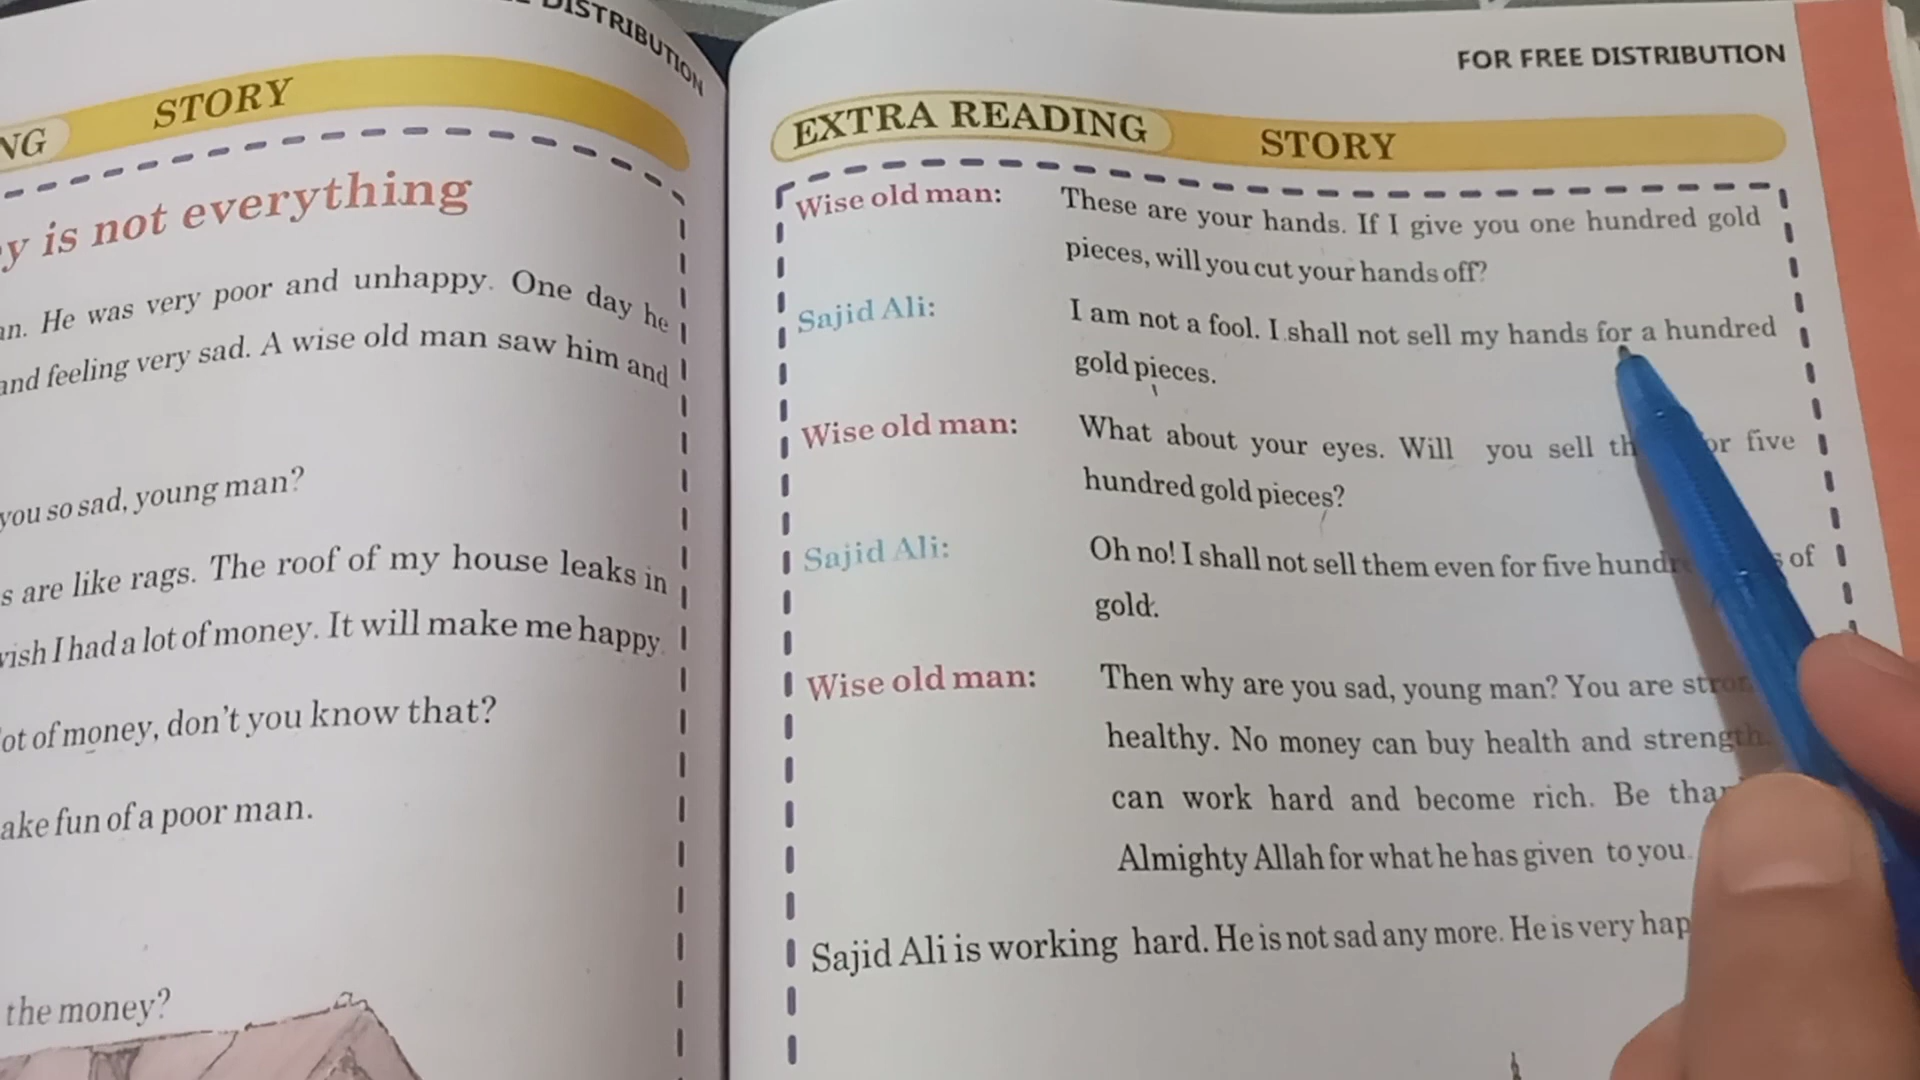 DISTRIBUTION
STORY
y is not everything
He was very poor and unhappy. One day he
and feeling very sad. A wise old man saw him and
you so sad, young man?
are like rags. The roof of my house leaks in
I had a lot of money. It will make me happy.
of money, don't you know that?
fun of a poor man.
the money?
FOR FREE DISTRIBUTION
EXTRA READING STORY
Wise old man: These are your hands. If I give you one hundred gold
pieces, will you cut your hands off?
Sajid Ali: I am not a fool. I shall not sell my hands for a hundred
gold pieces.
Wise old man: What about your eyes. Will you sell for five
hundred gold pieces?
Sajid Ali: Oh no! I shall not sell them even for five of
gold.
Wise old man: Then why are you sad, young man? You are
healthy. No money can buy health and strength.
can work hard and become rich. Be
Almighty Allah for what he has given to you.
Sajid Ali is working hard. He is not sad any more. He is very